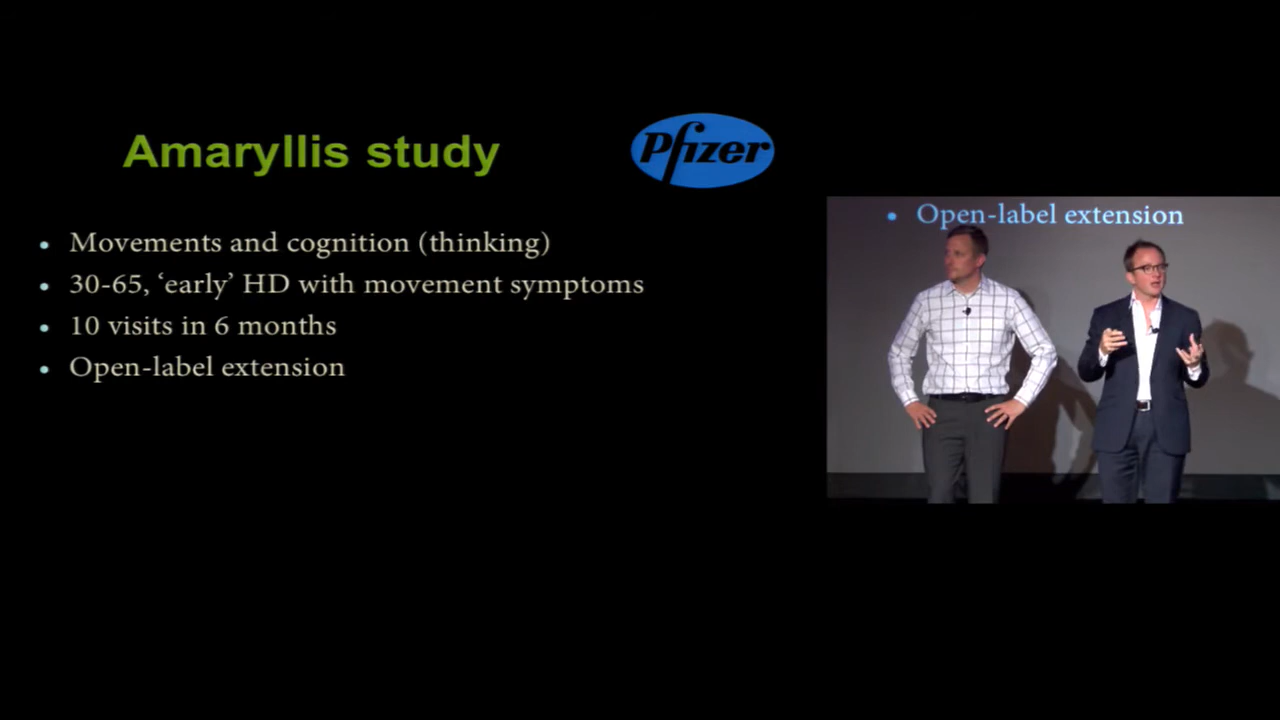 Amaryllis study
Pfizer
• Movements and cognition (thinking)
• 30-65, ‘early’ HD with movement symptoms
• 10 visits in 6 months
• Open-label extension
• Open-label extension